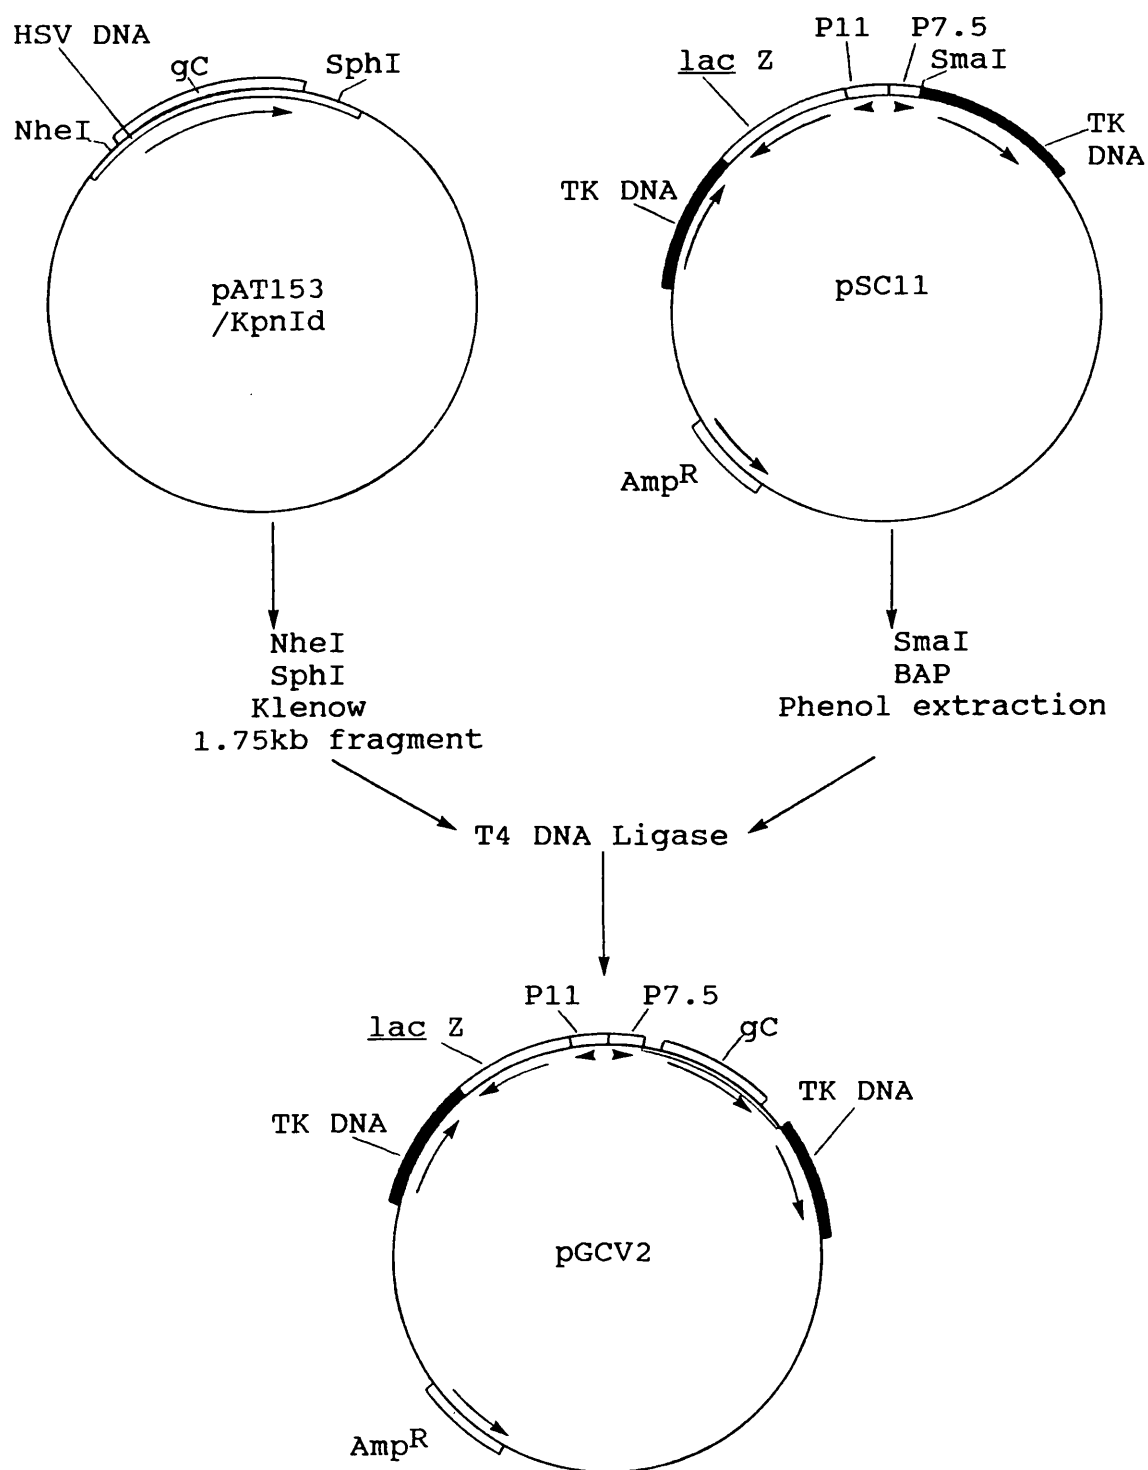 HSV DNA
gC
SphI
NheI
pAT153
/KpnId
P11
P7.5
lac Z
SmaI
TK
DNA
TK DNA
pSC11
AmpR
NheI
SphI
Klenow
1.75kb fragment
SmaI
BAP
Phenol extraction
T4 DNA Ligase
P11
P7.5
lac Z
gC
TK DNA
TK DNA
pGCV2
AmpR